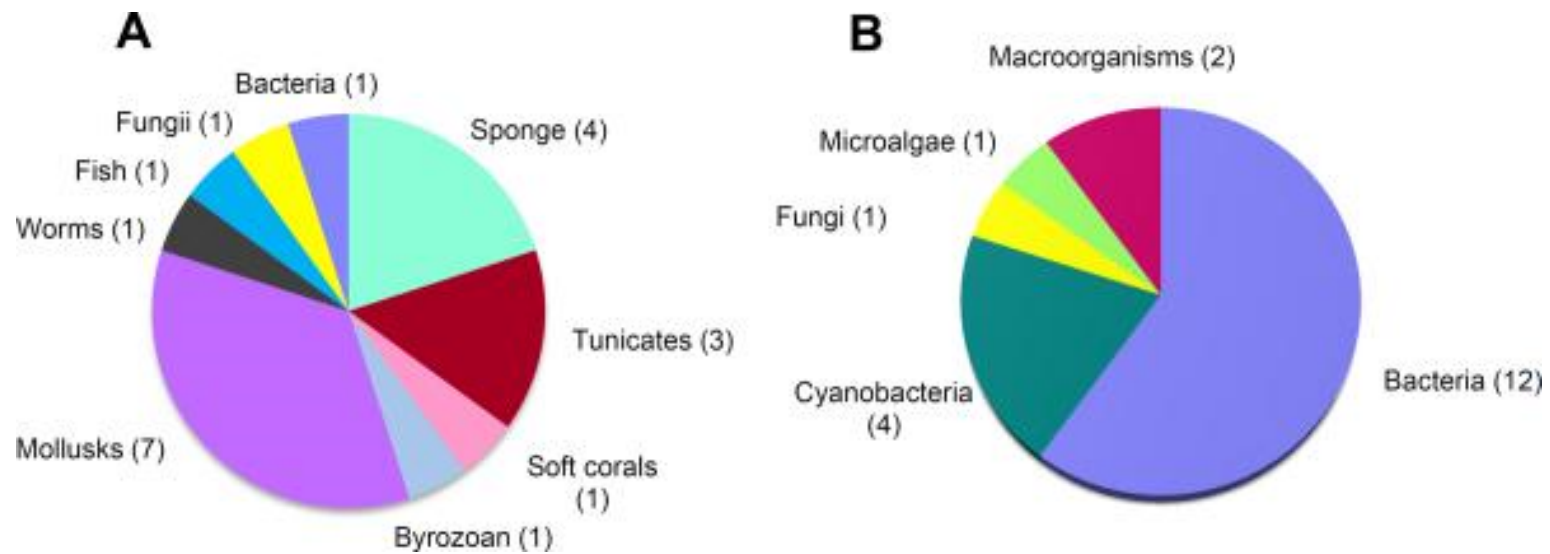 A
Bacteria (1)
Fungii (1)
Fish (1)
Worms (1)
Sponge (4)
Tunicates (3)
Mollusks (7)
Soft corals
(1)
Byrozoan (1)
B
Macroorganisms (2)
Microalgae (1)
Fungi (1)
Cyanobacteria
(4)
Bacteria (12)